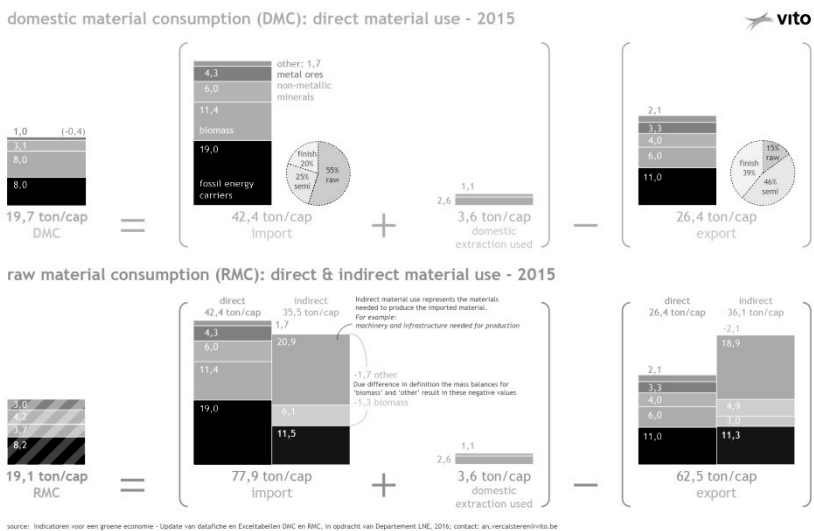 domestic material consumption (DMC): direct material use - 2015
vito
other: 1,7
4,3
metal ores
6,0
non-metallic
minerals
11,4
biomass
19,0
fossil energy
carriers
finish
20%
25%
semi
55%
raw
1,0
(-0,4)
3,1
8,0
8,0
19,7 ton/cap
DMC
=
42,4 ton/cap
import
+
1,1
2,6
3,6 ton/cap
domestic
extraction used
−
2,1
3,3
4,0
6,0
11,0
15%
raw
finish
39%
46%
semi
26,4 ton/cap
export
raw material consumption (RMC): direct & indirect material use - 2015
direct
42,4 ton/cap
indirect
35,5 ton/cap
1,7
4,3
6,0
11,4
19,0
20,9
6,1
11,5
Indirect material use represents the materials
needed to produce the imported material.
For example:
machinery and infrastructure needed for production
-1,7 other
Due difference in definition the mass balances for
'biomass' and 'other' result in these negative values
-1,3 biomass
3,0
4,2
3,7
8,2
19,1 ton/cap
RMC
=
77,9 ton/cap
import
+
1,1
2,6
3,6 ton/cap
domestic
extraction used
−
direct
26,4 ton/cap
indirect
36,1 ton/cap
-2,1
2,1
3,3
4,0
6,0
11,0
18,9
4,9
3,0
11,3
62,5 ton/cap
export
source: Indicatoren voor een groene economie - Update van datafiche en Exceltabellen DMC en RMC, in opdracht van Departement LNE, 2016; contact: an.vercalsteren@vito.be